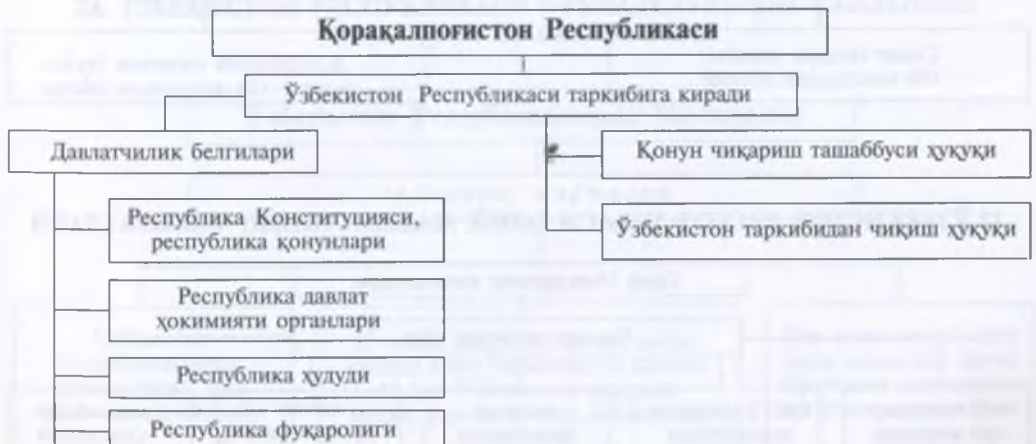 Қорақалпоғистон Республикаси
Ўзбекистон Республикаси таркибига киради
Давлатчилик белгилари
Қонун чиқариш ташаббуси ҳуқуқи
Республика Конституцияси,
республика қонунлари
Ўзбекистон таркибидан чиқиш ҳуқуқи
Республика давлат
ҳокимияти органлари
Республика ҳудуди
Республика фуқаролиги